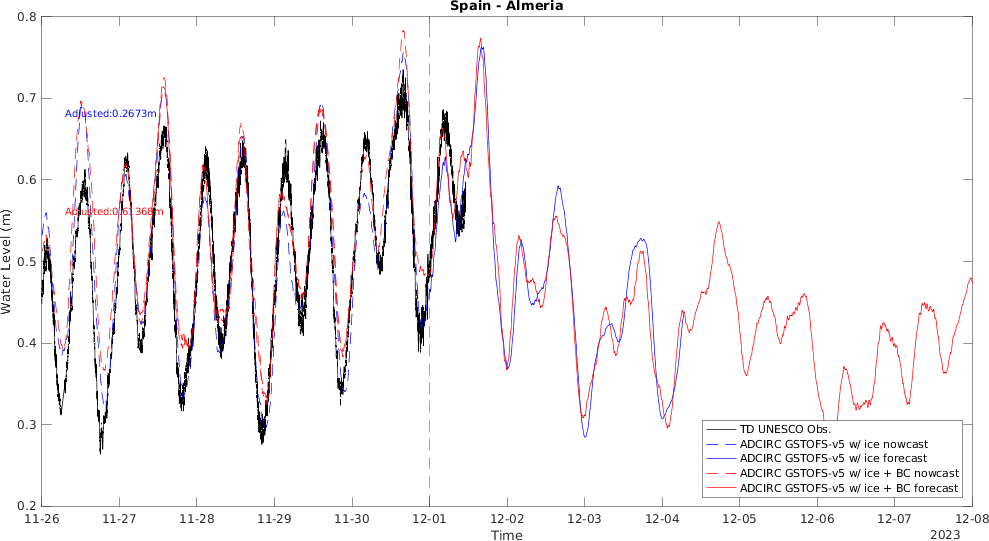 Spain - Almeria
0.8
0.7
0.6
0.5
0.4
0.3
0.2
Water Level (m)
Adjusted:0.2673m
Adjusted:0.61368m
TD UNESCO Obs.
ADCIRC GSTOFS-v5 w/ ice nowcast
ADCIRC GSTOFS-v5 w/ ice forecast
ADCIRC GSTOFS-v5 w/ ice + BC nowcast
ADCIRC GSTOFS-v5 w/ ice + BC forecast
11-26 11-27 11-28 11-29 11-30 12-01 12-02 12-03 12-04 12-05 12-06 12-07 12-08
Time
2023